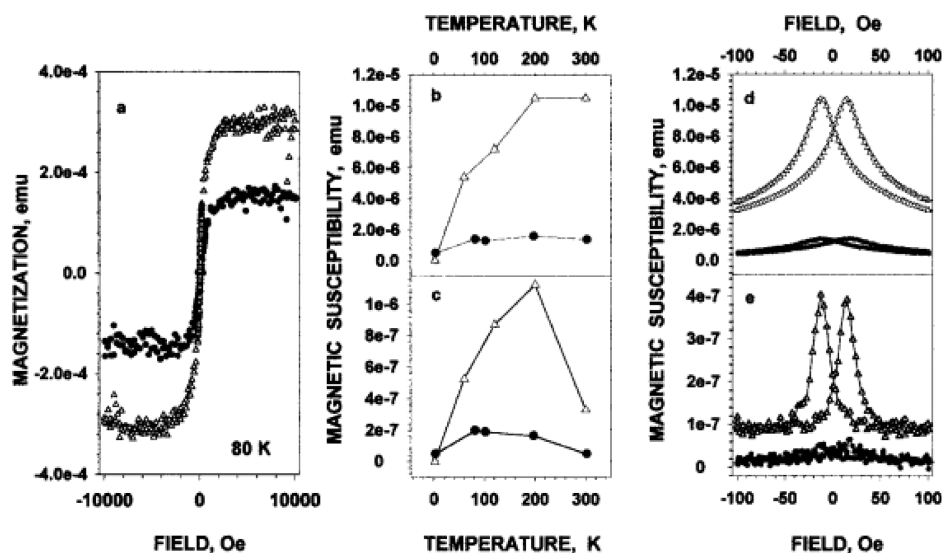 TEMPERATURE, K
FIELD, Oe
0 100 200 300
-100 -50 0 50 100
MAGNETIZATION, emu
4.0e-4
2.0e-4
0.0
-2.0e-4
-4.0e-4
a
80 K
-10000 0 10000
FIELD, Oe
MAGNETIC SUSCEPTIBILITY, emu
1.2e-5
1.0e-5
8.0e-6
6.0e-6
4.0e-6
2.0e-6
0.0
b
1e-6
8e-7
6e-7
4e-7
2e-7
0
c
0 100 200 300
TEMPERATURE, K
MAGNETIC SUSCEPTIBILITY, emu
1.2e-5
1.0e-5
8.0e-6
6.0e-6
4.0e-6
2.0e-6
0.0
d
4e-7
3e-7
2e-7
1e-7
0
e
-100 -50 0 50 100
FIELD, Oe